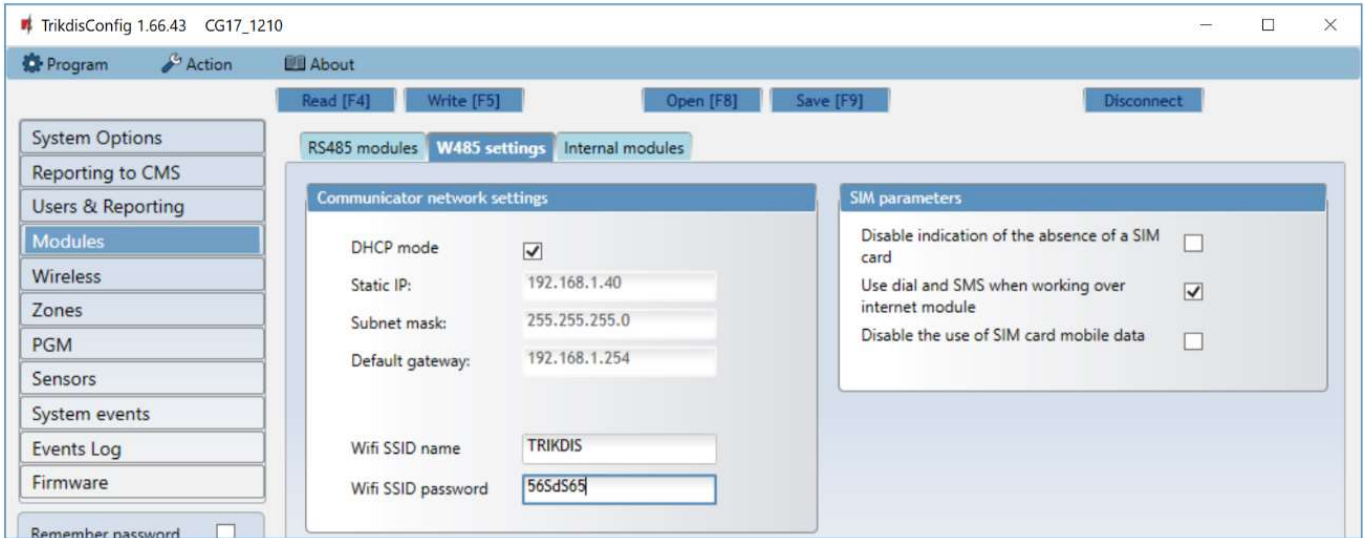 TrikdisConfig 1.66.43 CG17_1210
Program Action About
Read [F4] Write [F5] Open [F8] Save [F9] Disconnect
System Options
Reporting to CMS
Users & Reporting
Modules
Wireless
Zones
PGM
Sensors
System events
Events Log
Firmware
Remember password
RS485 modules W485 settings Internal modules
Communicator network settings
DHCP mode
Static IP: 192.168.1.40
Subnet mask: 255.255.255.0
Default gateway: 192.168.1.254
Wifi SSID name TRIKDIS
Wifi SSID password 56SdS65
SIM parameters
Disable indication of the absence of a SIM
card
Use dial and SMS when working over
internet module
Disable the use of SIM card mobile data